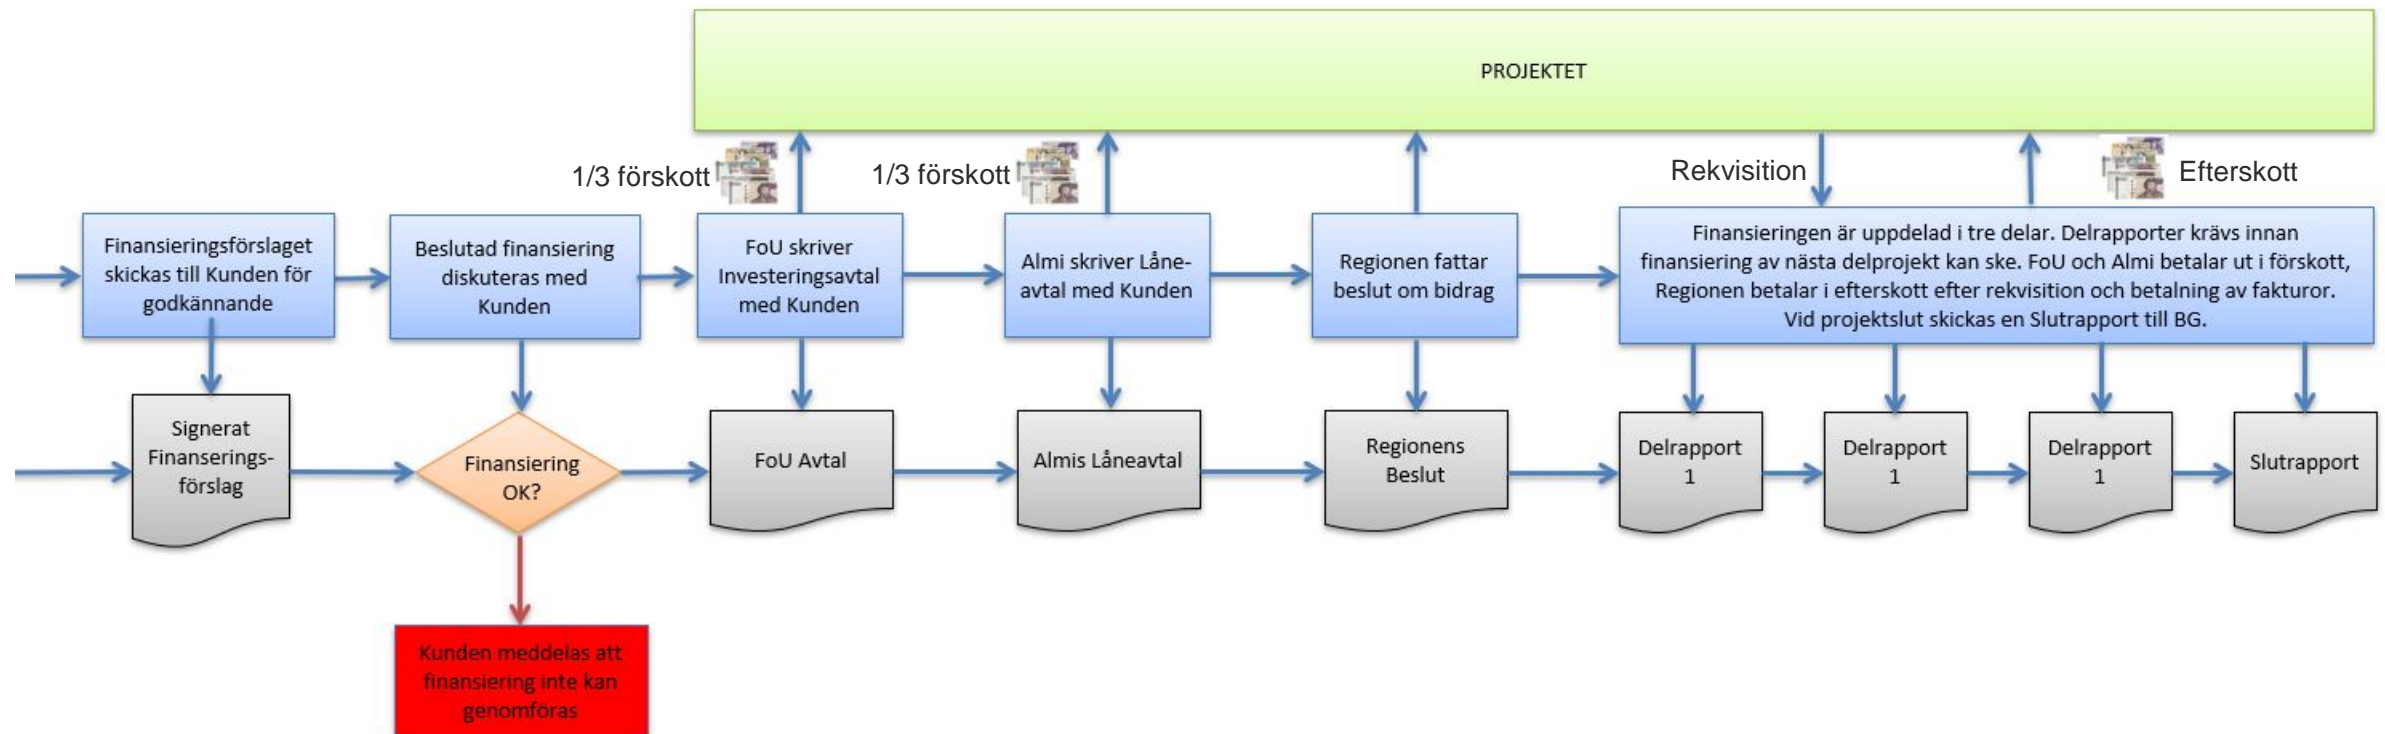 PROJEKTET
1/3 förskott
1/3 förskott
Rekvisition
Efterskott
Finansieringsförslaget
skickas till Kunden för
godkännande
Beslutad finansiering
diskuteras med
Kunden
FoU skriver
Investeringsavtal
med Kunden
Almi skriver Låne-
avtal med Kunden
Regionen fattar
beslut om bidrag
Finansieringen är uppdelad i tre delar. Delrapporter krävs innan
finansiering av nästa delprojekt kan ske. FoU och Almi betalar ut i förskott,
Regionen betalar i efterskott efter rekvisition och betalning av fakturor.
Vid projektslut skickas en Slutrapport till BG.
Signerat
Finanserings-
förslag
Finansiering
OK?
FoU Avtal
Almis Låneavtal
Regionens
Beslut
Delrapport
1
Delrapport
1
Delrapport
1
Slutrapport
Kunden meddelas att
finansiering inte kan
genomföras